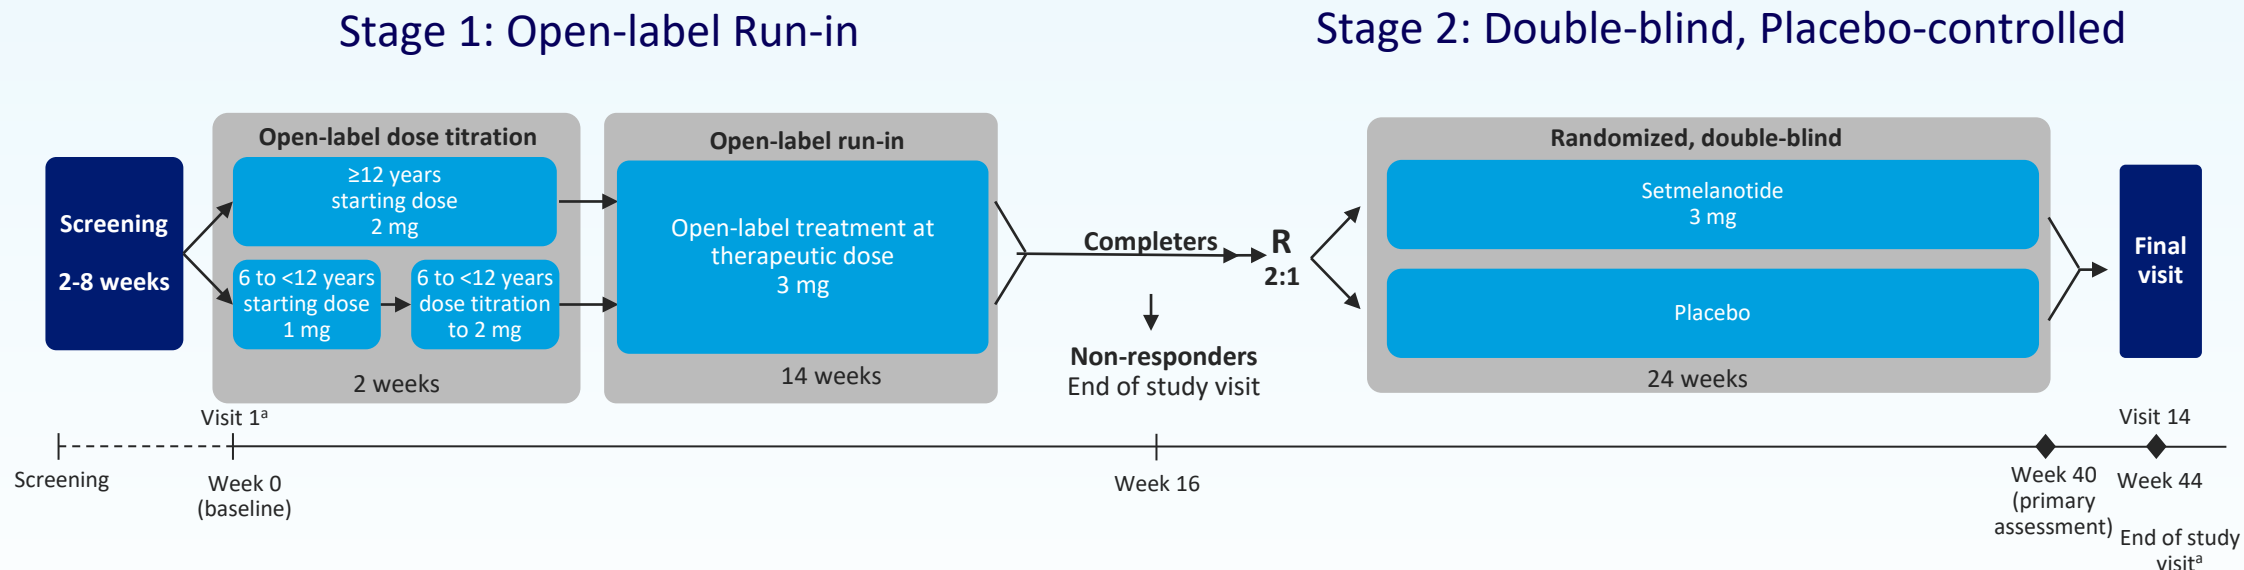 Stage 1: Open-label Run-in
Stage 2: Double-blind, Placebo-controlled
Screening
2-8 weeks
Open-label dose titration
≥12 years
starting dose
2 mg
6 to <12 years
starting dose
1 mg
6 to <12 years
dose titration
to 2 mg
2 weeks
Open-label run-in
Open-label treatment at
therapeutic dose
3 mg
14 weeks
Completers
Non-responders
End of study visit
R
2:1
Randomized, double-blind
Setmelanotide
3 mg
Placebo
24 weeks
Final
visit
Visit 1ᵃ
Visit 14
Screening
Week 0
(baseline)
Week 16
Week 40
(primary
assessment)
Week 44
End of study
visitᵃ